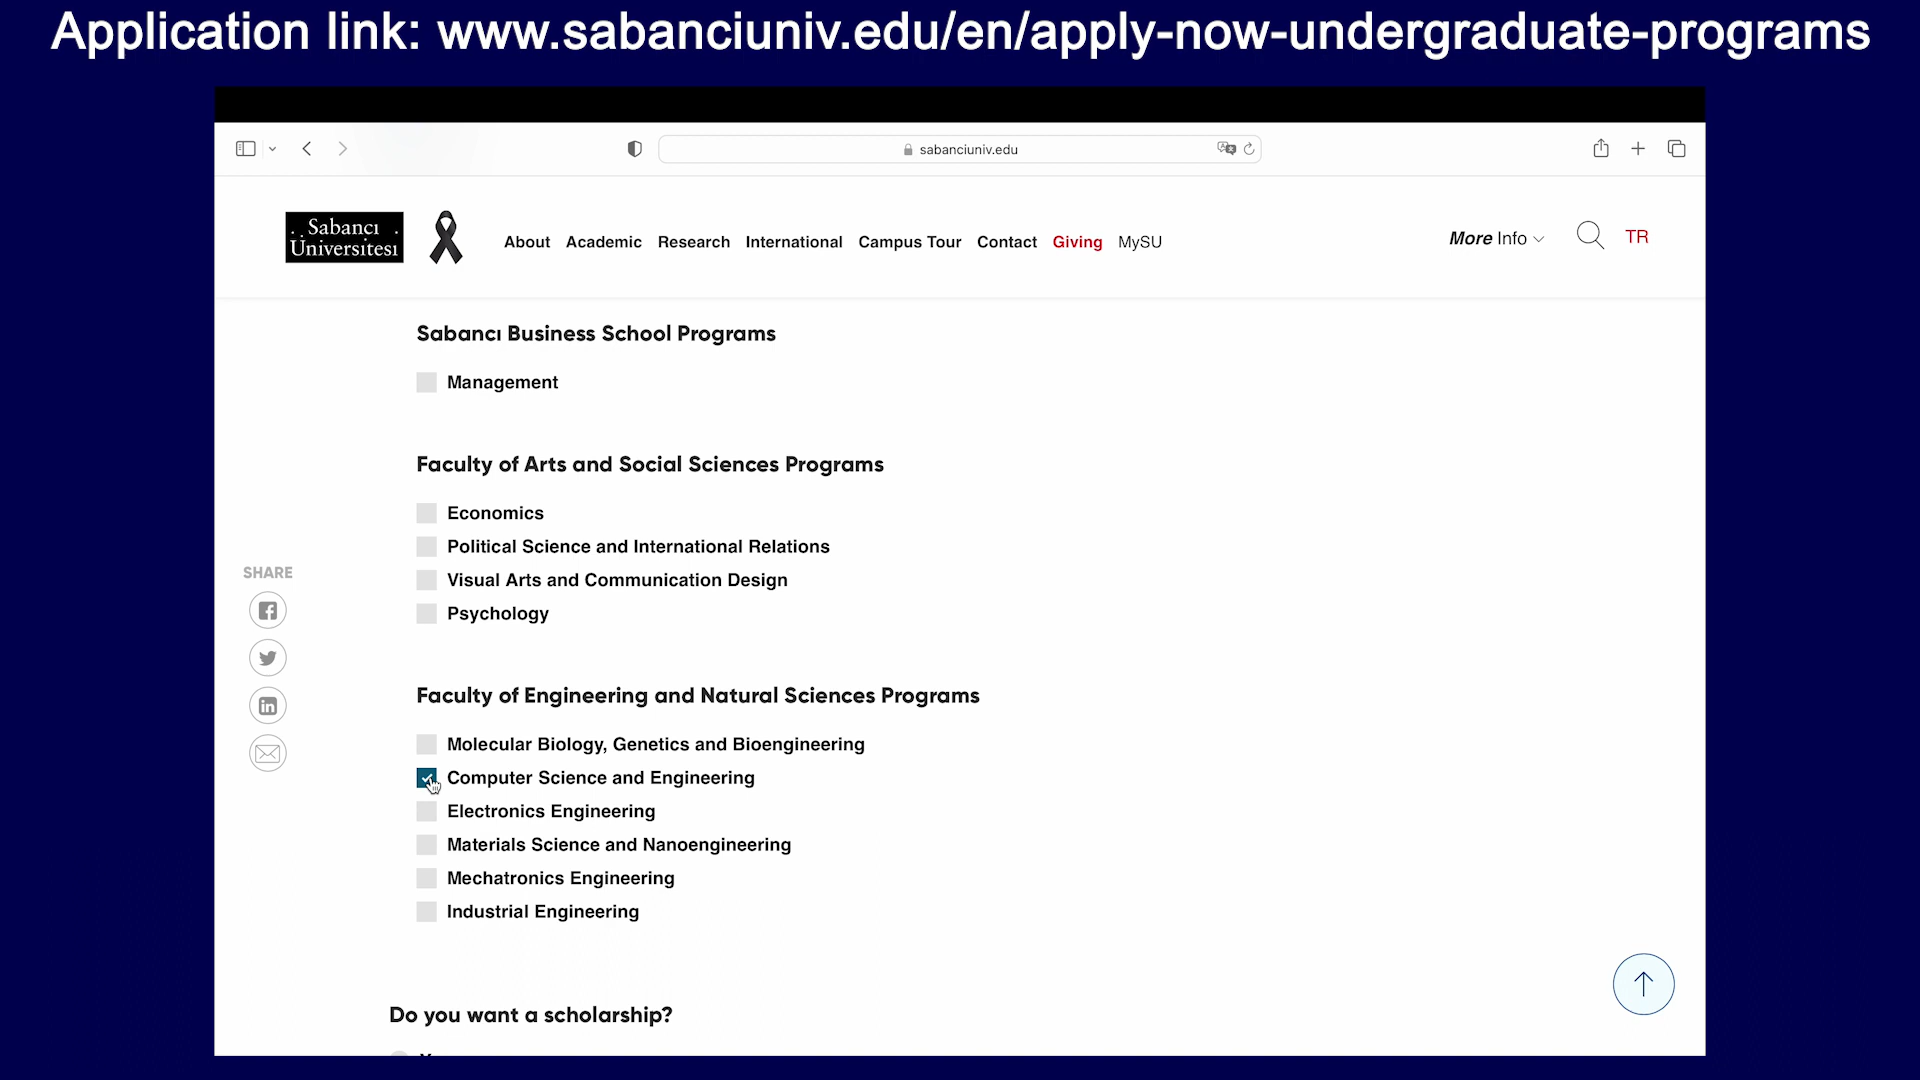 Application link: www.sabanciuniv.edu/en/apply-now-undergraduate-programs
sabanciuniv.edu
Sabancı
Üniversitesi
About Academic Research International Campus Tour Contact Giving MySU
More Info
TR
Sabancı Business School Programs
Management
Faculty of Arts and Social Sciences Programs
Economics
Political Science and International Relations
Visual Arts and Communication Design
Psychology
SHARE
Faculty of Engineering and Natural Sciences Programs
Molecular Biology, Genetics and Bioengineering
Computer Science and Engineering
Electronics Engineering
Materials Science and Nanoengineering
Mechatronics Engineering
Industrial Engineering
Do you want a scholarship?